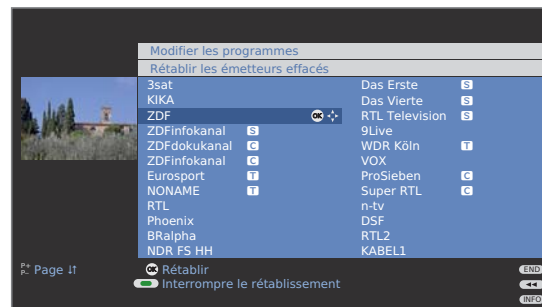 Modifier les programmes
Rétablir les émetteurs effacés
3sat Das Erste S
KIKA Das Vierte S
ZDF OK RTL Television S
ZDFinfokanal S 9Live
ZDFdokukanal C WDR Köln T
ZDFinfokanal C VOX
Eurosport T ProSieben C
NONAME T Super RTL C
RTL n-tv
Phoenix DSF
BRalpha RTL2
NDR FS HH KABEL1
P+ P– Page OK Rétablir END
Interrompre le rétablissement
INFO